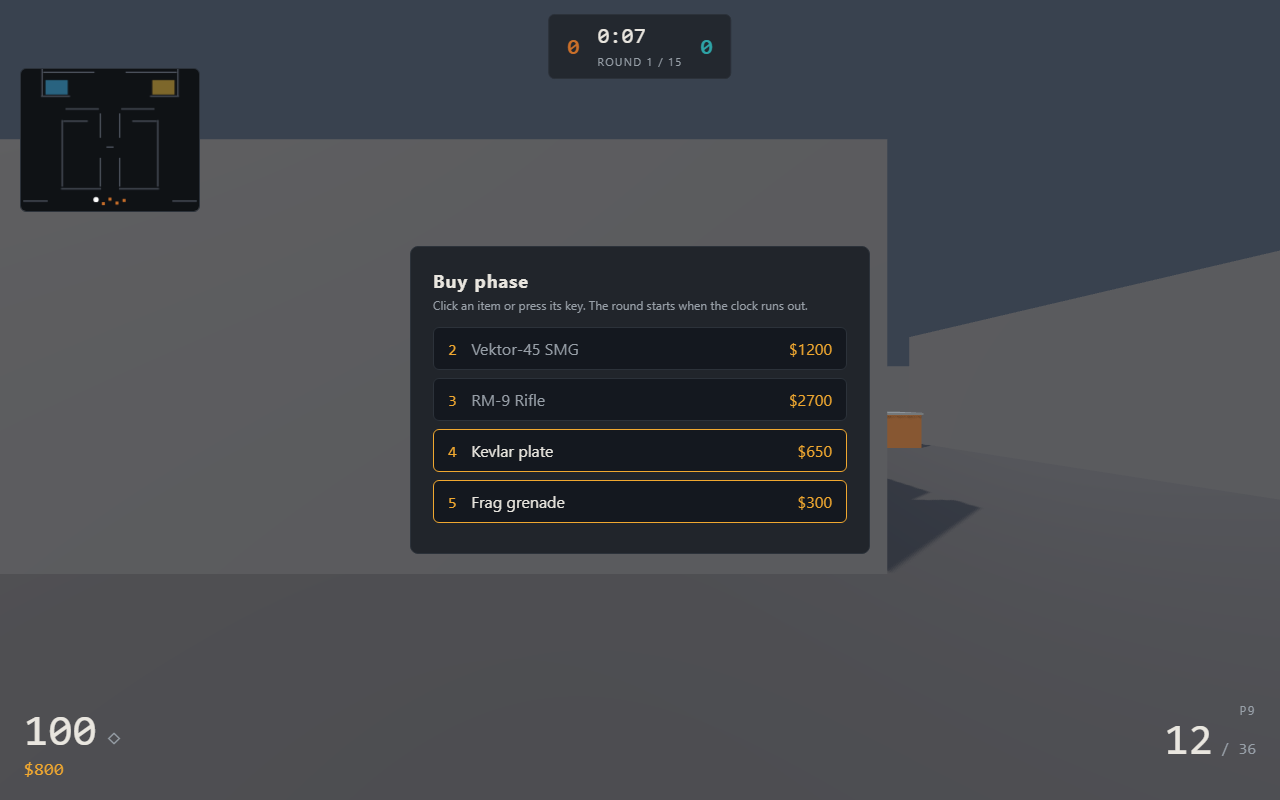 0 0:07 0
ROUND 1 / 15
Buy phase
Click an item or press its key. The round starts when the clock runs out.
2 Vektor-45 SMG $1200
3 RM-9 Rifle $2700
4 Kevlar plate $650
5 Frag grenade $300
100
$800
P9
12 / 36